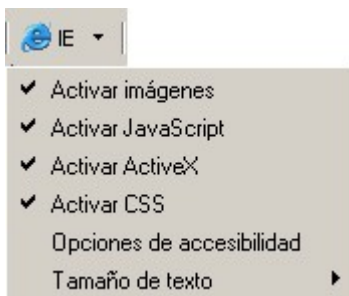 IE
Activar imágenes
Activar JavaScript
Activar ActiveX
Activar CSS
Opciones de accesibilidad
Tamaño de texto